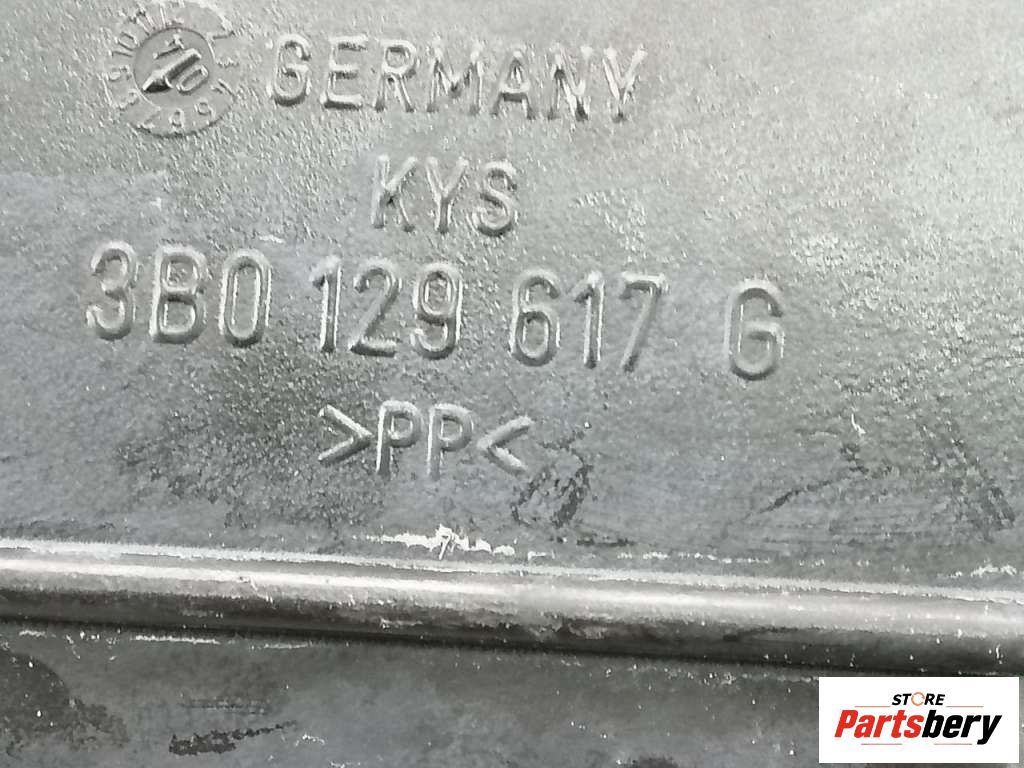 GERMANY
KYS
3B0 129 617 G
>PP<
STORE
Partsbery